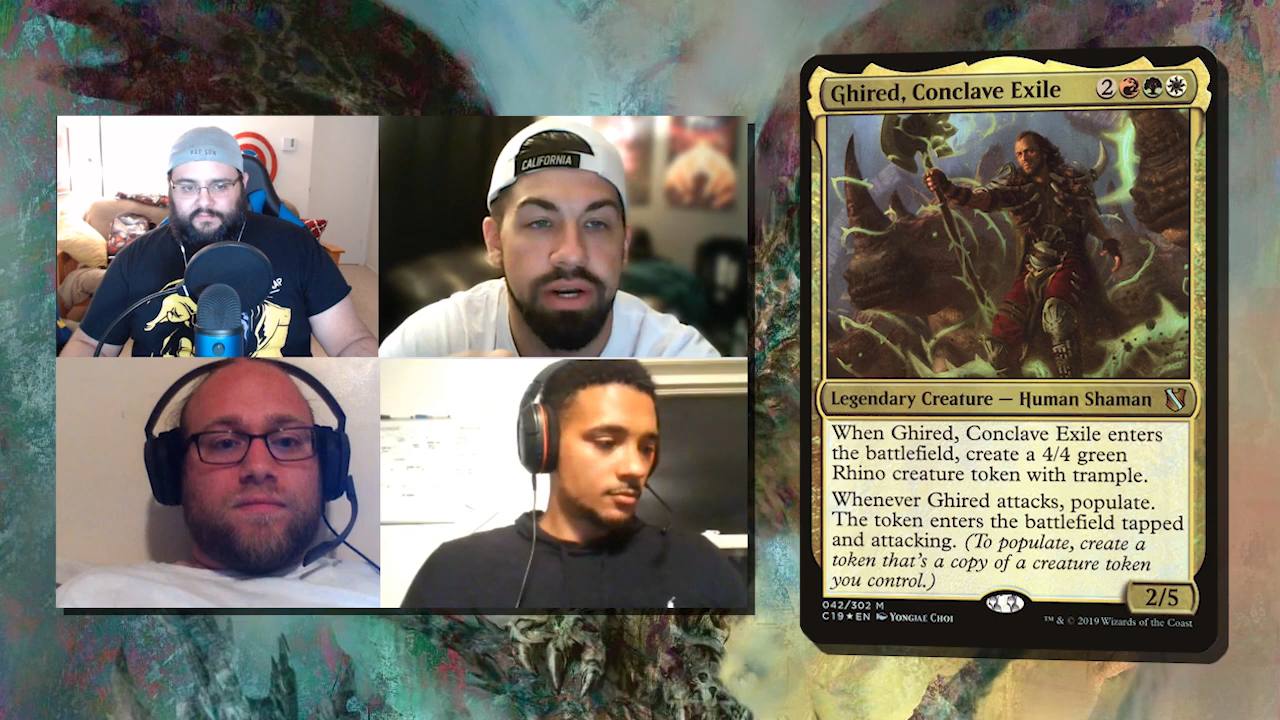 CALIFORNIA
Ghired, Conclave Exile 2
Legendary Creature — Human Shaman
When Ghired, Conclave Exile enters
the battlefield, create a 4/4 green
Rhino creature token with trample.
Whenever Ghired attacks, populate.
The token enters the battlefield tapped
and attacking. (To populate, create a
token that's a copy of a creature token
you control.)
2/5
042/302 M
C19★EN Yongjae Choi
™ & © 2019 Wizards of the Coast